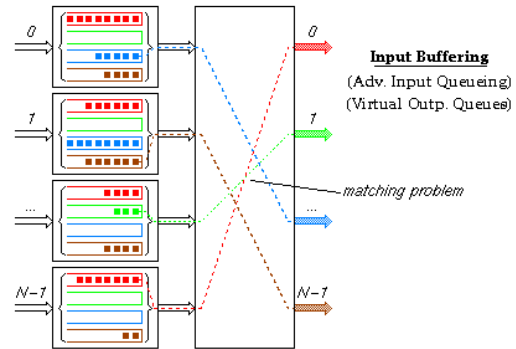 0
0
Input Buffering
(Adv. Input Queueing)
(Virtual Outp. Queues)
1
1
matching problem
...
...
N-1
N-1